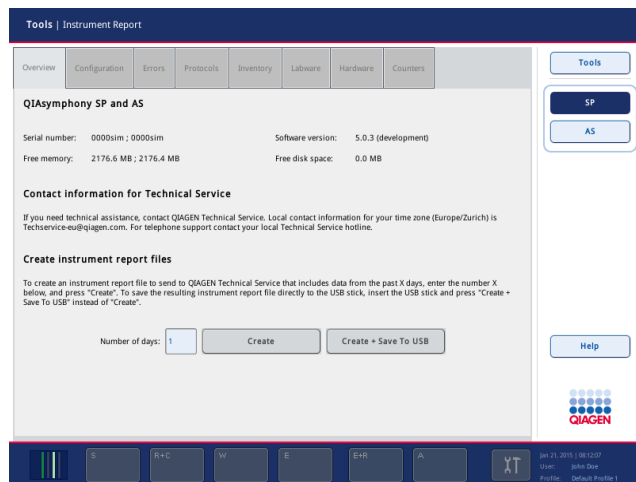 Tools | Instrument Report
Overview Configuration Errors Protocols Inventory Labware Hardware Counters
QIAsymphony SP and AS
Serial number: 0000sim ; 0000sim Software version: 5.0.3 (development)
Free memory: 2176.6 MB ; 2176.4 MB Free disk space: 0.0 MB
Contact information for Technical Service
If you need technical assistance, contact QIAGEN Technical Service. Local contact information for your time zone (Europe/Zurich) is
Techservice-eu@qiagen.com. For telephone support contact your local Technical Service hotline.
Create instrument report files
To create an instrument report file to send to QIAGEN Technical Service that includes data from the past X days, enter the number X
below, and press "Create". To save the resulting instrument report file directly to the USB stick, insert the USB stick and press "Create +
Save To USB" instead of "Create".
Number of days: 1 Create Create + Save To USB
Tools
SP
AS
Help
QIAGEN
S R+C W E E+R A
Jan 21, 2015 | 08:12:07
User: John Doe
Profile: Default Profile 1